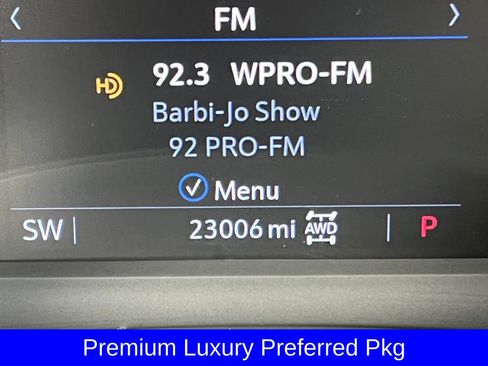 FM
HD
92.3 WPRO-FM
Barbi-Jo Show
92 PRO-FM
Menu
SW 23006 mi AWD P
Premium Luxury Preferred Pkg